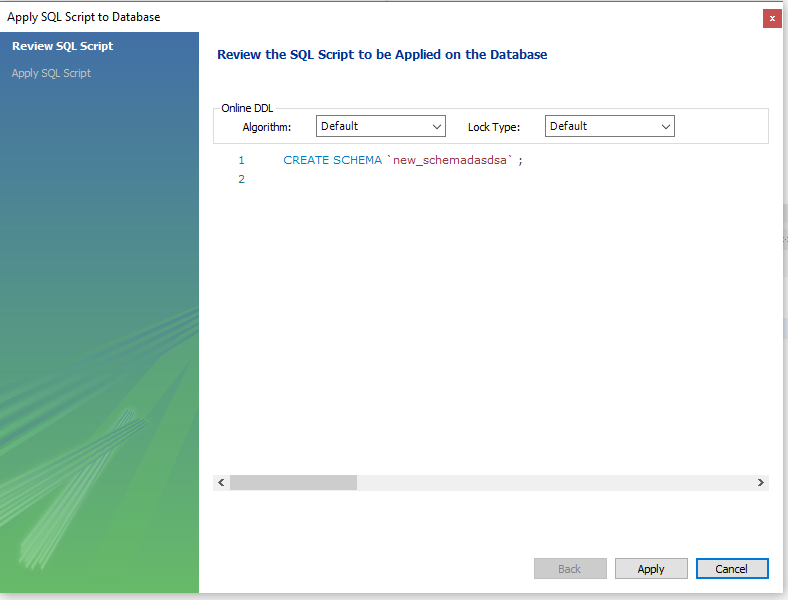 Apply SQL Script to Database
x
Review SQL Script
Apply SQL Script
Review the SQL Script to be Applied on the Database
Online DDL
Algorithm: Default Lock Type: Default
1 CREATE SCHEMA `new_schemadasdsa` ;
2
Back Apply Cancel